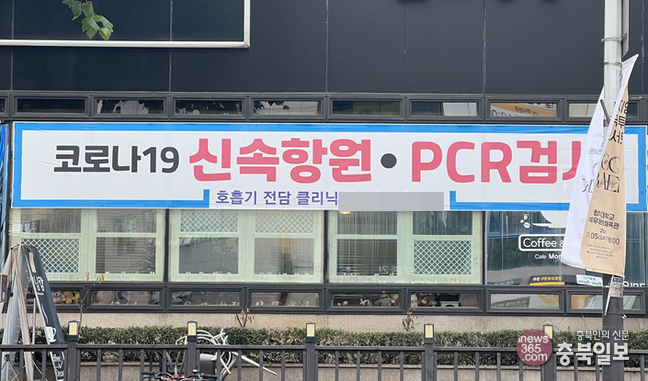 코로나19 신속항원 • PCR검사
호흡기 전담 클리닉
Coffee &
충북인의 신문
inews
365
.com
충북일보